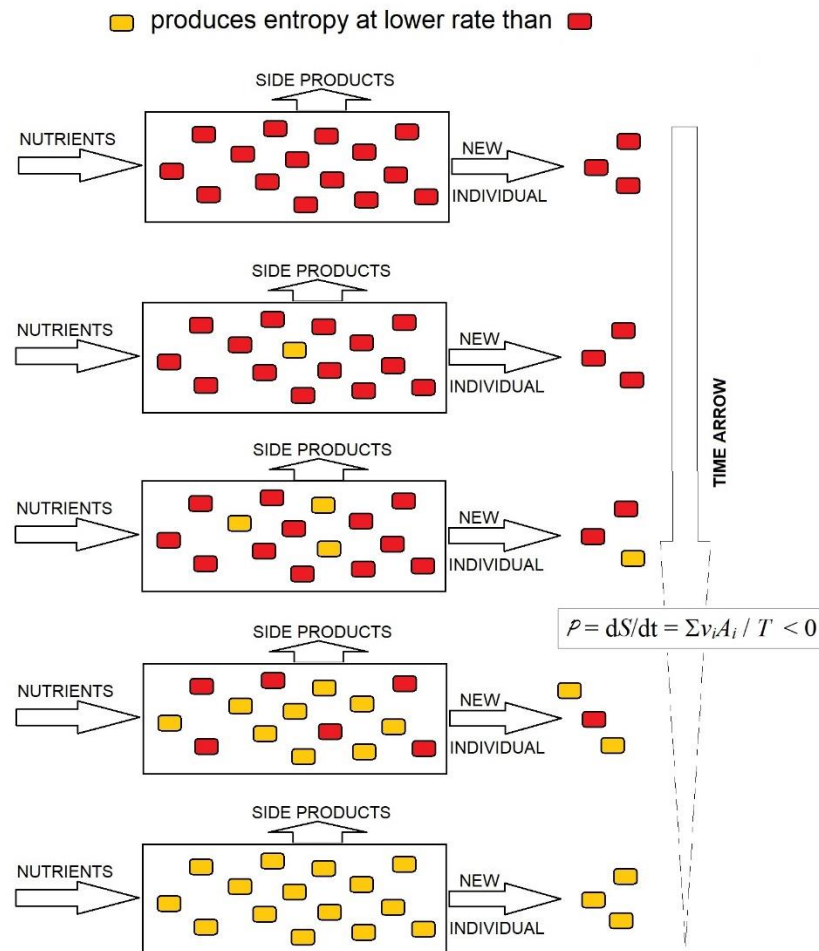 produces entropy at lower rate than
SIDE PRODUCTS
NUTRIENTS
NEW
INDIVIDUAL
SIDE PRODUCTS
NUTRIENTS
NEW
INDIVIDUAL
TIME ARROW
SIDE PRODUCTS
NUTRIENTS
NEW
INDIVIDUAL
𝒫 = dS/dt = Σν_iA_i / T < 0
SIDE PRODUCTS
NUTRIENTS
NEW
INDIVIDUAL
SIDE PRODUCTS
NUTRIENTS
NEW
INDIVIDUAL